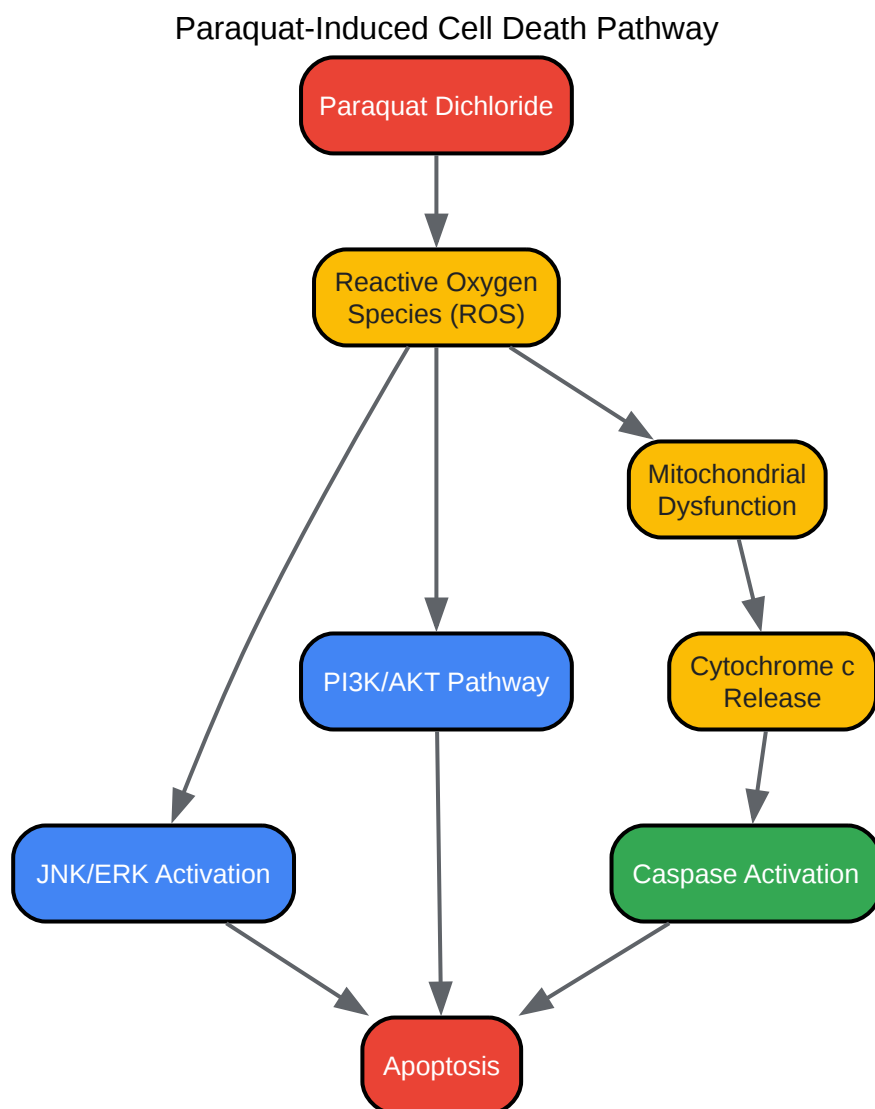 Paraquat-Induced Cell Death Pathway
Paraquat Dichloride
Reactive Oxygen
Species (ROS)
Mitochondrial
Dysfunction
PI3K/AKT Pathway
Cytochrome c
Release
JNK/ERK Activation
Caspase Activation
Apoptosis